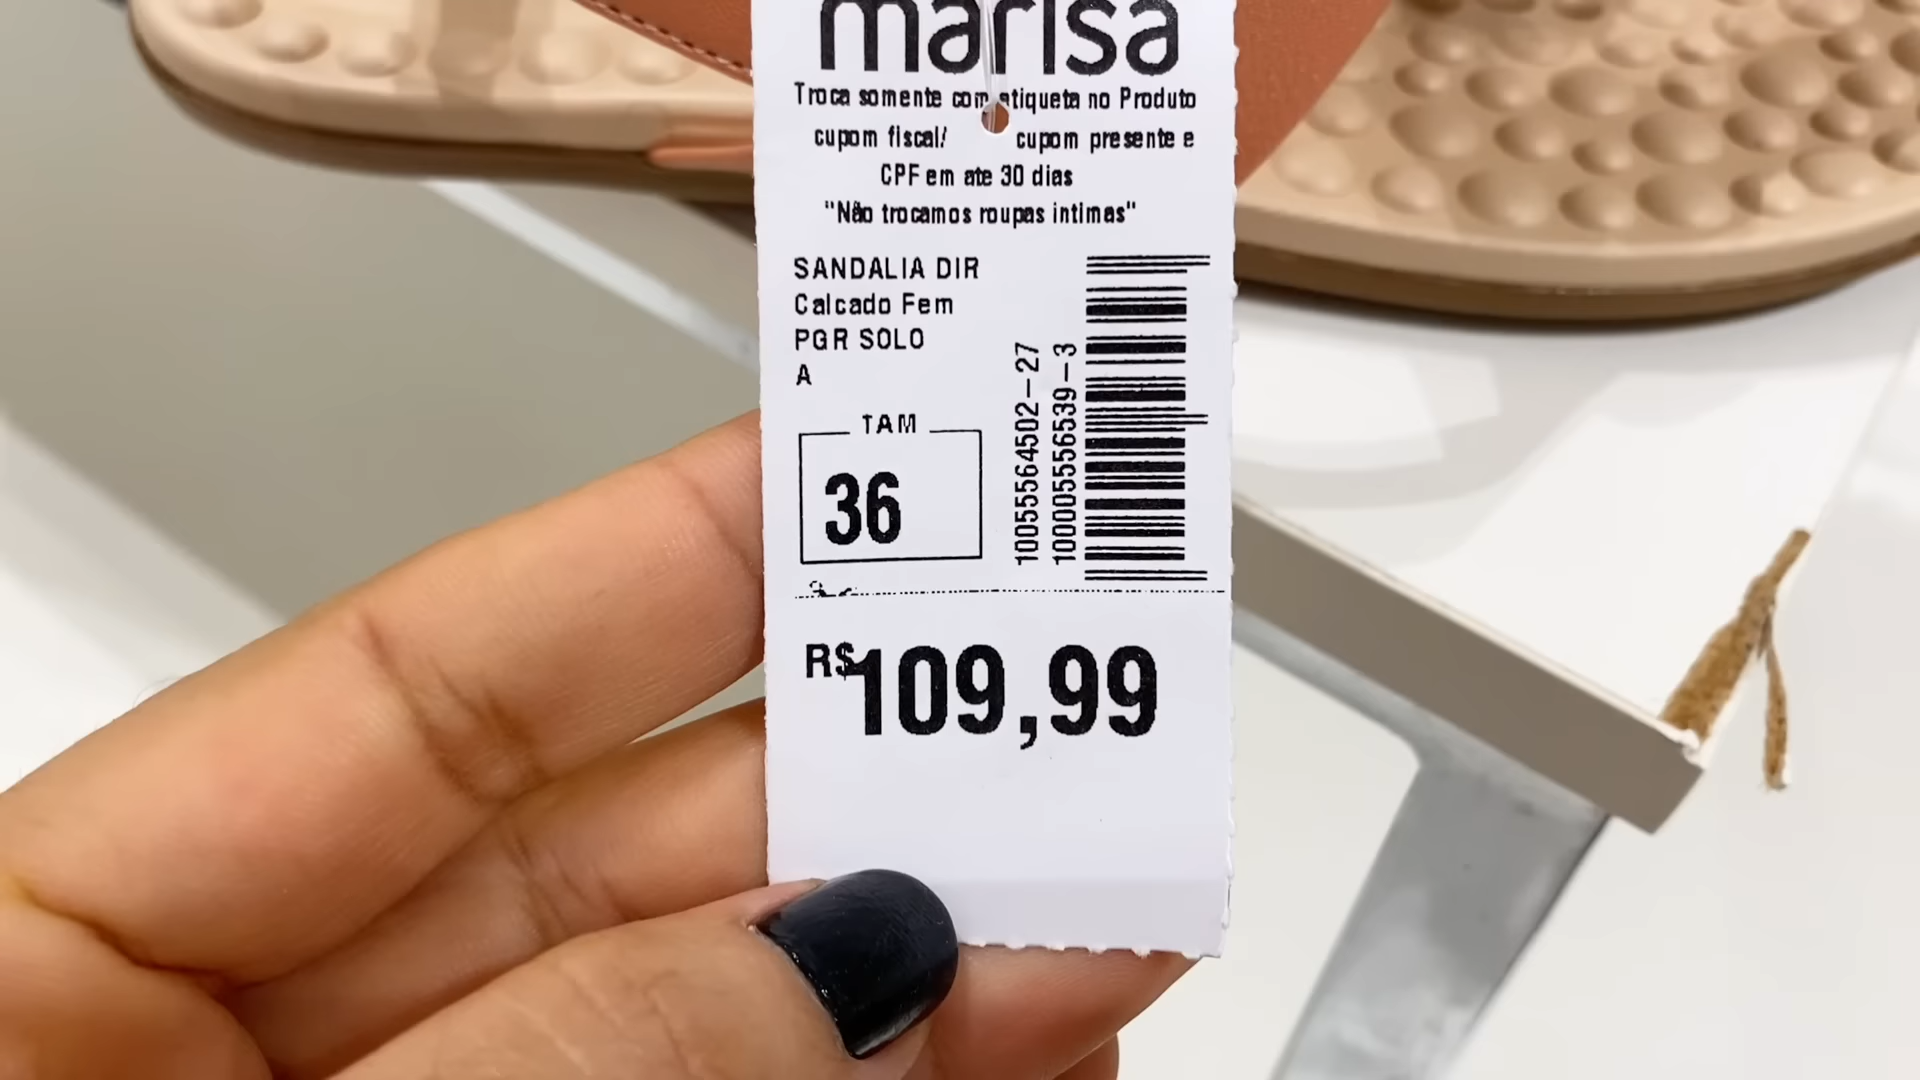 marisa
Troca somente com etiqueta no Produto
cupom fiscal/ cupom presente e
CPF em ate 30 dias
"Não trocamos roupas intimas"
SANDALIA DIR
Calcado Fem
PGR SOLO
A
TAM
36
10055564502-27
1000055556539-3
R$109,99